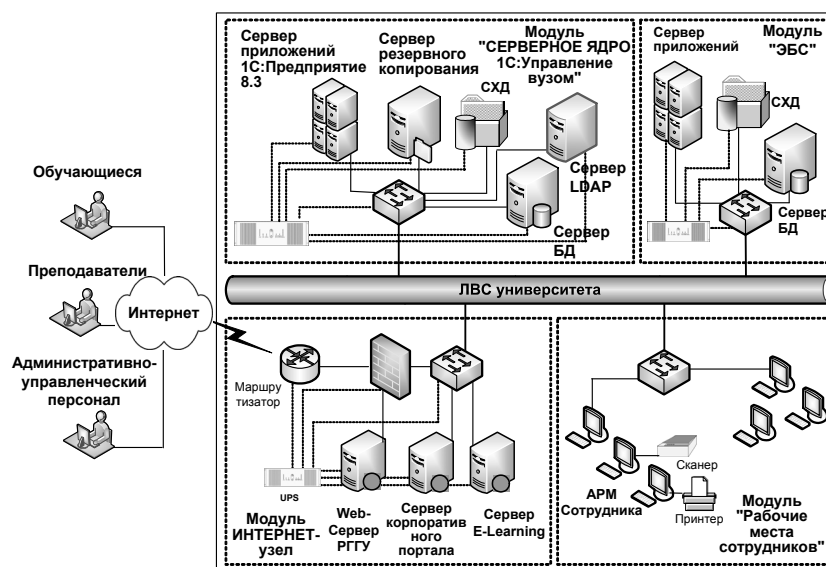 Сервер
приложений
1С:Предприятие
8.3
Сервер
резервного
копирования
Модуль
"СЕРВЕРНОЕ ЯДРО
1С:Управление
вузом"
СХД
Сервер
LDAP
Сервер
БД
Сервер
приложений
Модуль
"ЭБС"
СХД
Сервер
БД
Обучающиеся
Преподаватели
Интернет
Административно-
управленческий
персонал
ЛВС университета
Маршру
тизатор
UPS
Модуль
ИНТЕРНЕТ-
узел
Web-
Сервер
РГГУ
Сервер
корпоратив
ного
портала
Сервер
E-Learning
АРМ
Сотрудника
Сканер
Принтер
Модуль
"Рабочие
места
сотрудников"